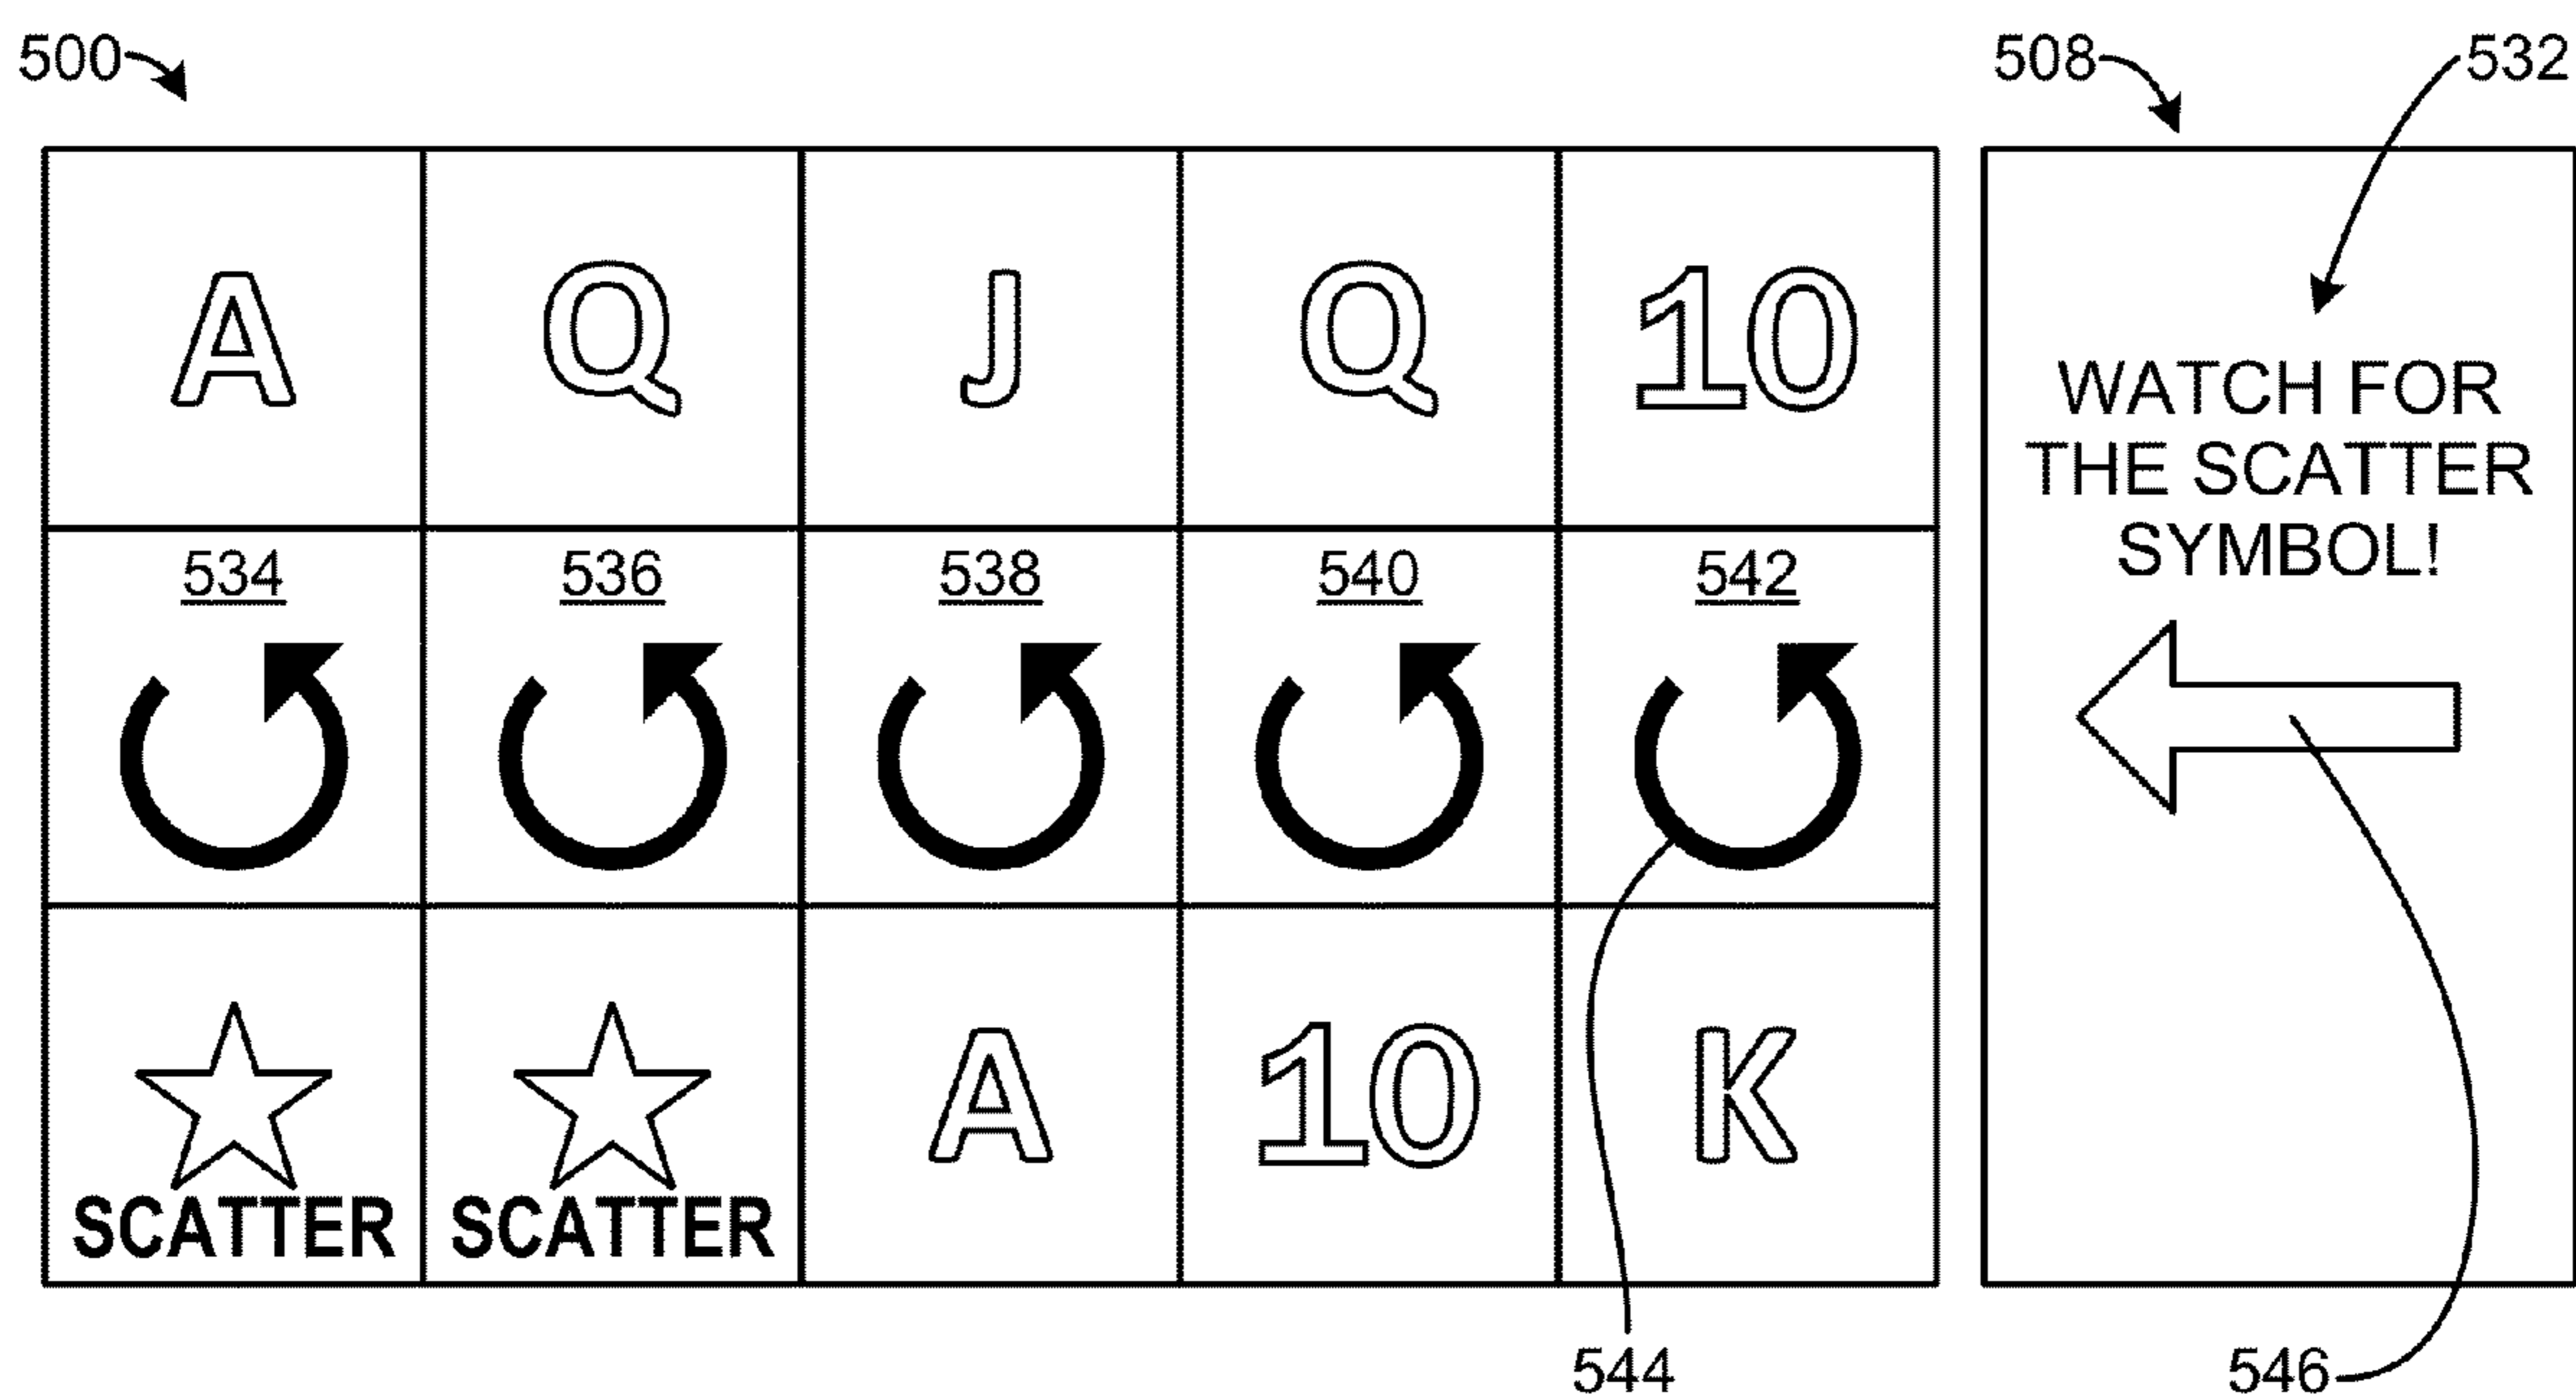 500 508 532
A Q J Q 10
WATCH FOR
THE SCATTER
SYMBOL!
534 536 538 540 542
A 10 K
SCATTER SCATTER
544 546